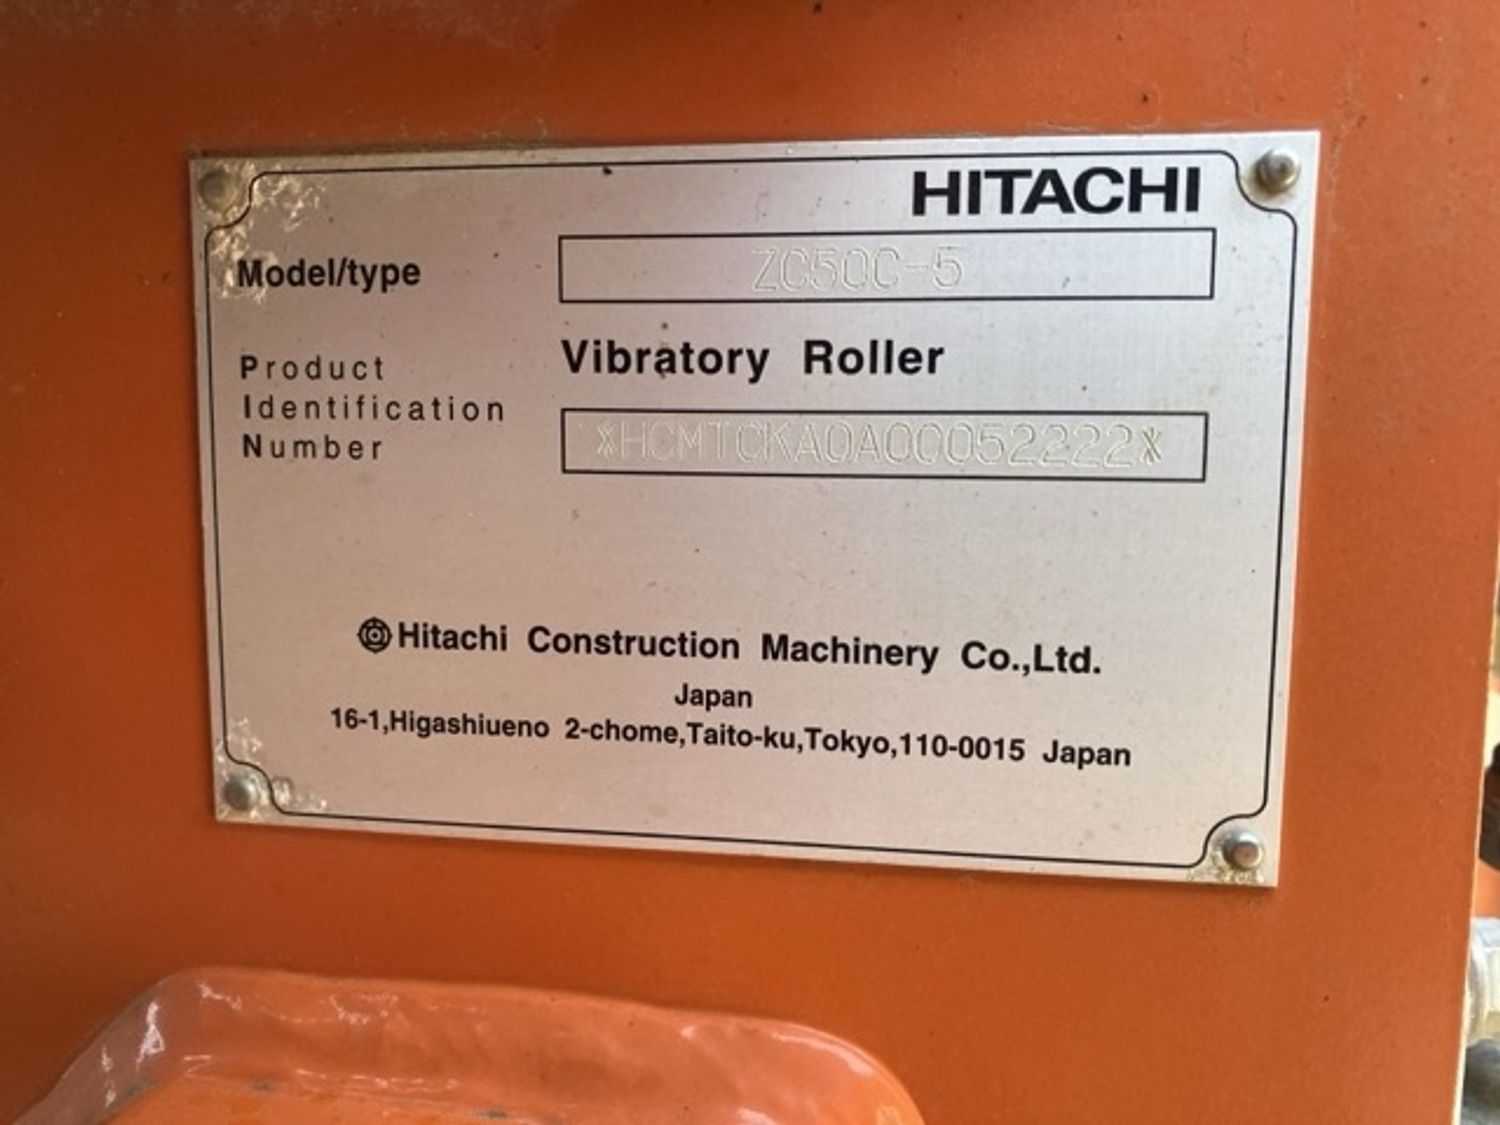 HITACHI
Model/type ZC50C-5
Vibratory Roller
Product
Identification
Number
*HCMTCKA0A00052222*
Hitachi Construction Machinery Co.,Ltd.
Japan
16-1,Higashiueno 2-chome,Taito-ku,Tokyo,110-0015 Japan